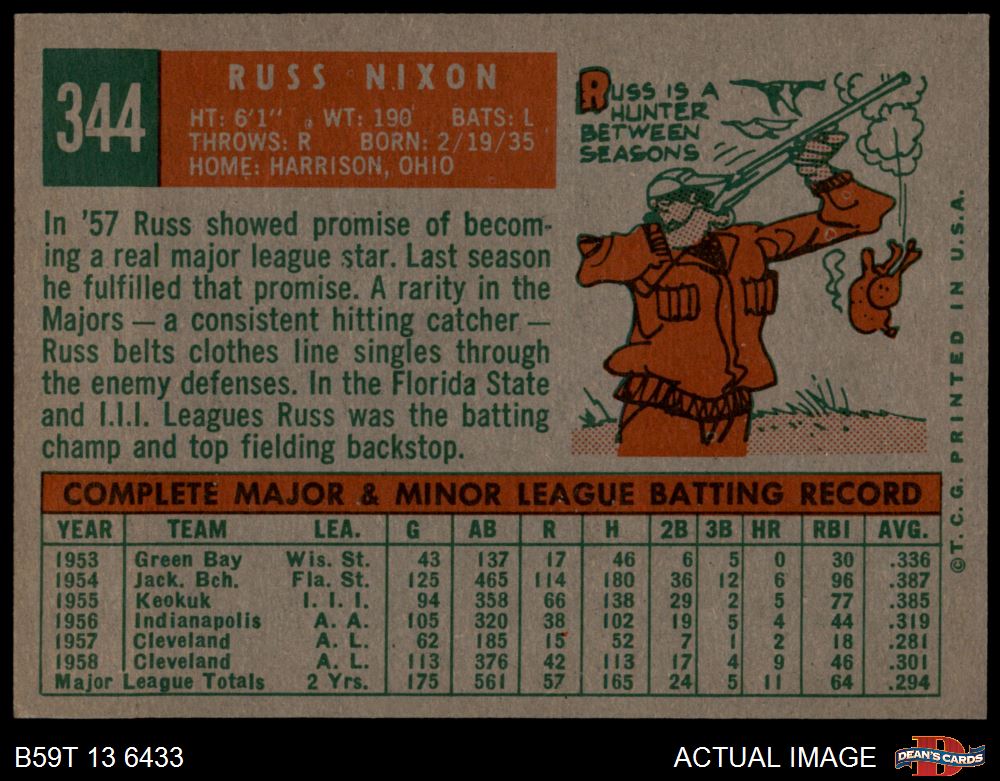 344
RUSS NIXON
HT: 6'1" WT: 190 BATS: L
THROWS: R BORN: 2/19/35
HOME: HARRISON, OHIO
In '57 Russ showed promise of becom-
ing a real major league star. Last season
he fulfilled that promise. A rarity in the
Majors — a consistent hitting catcher —
Russ belts clothes line singles through
the enemy defenses. In the Florida State
and I.I.I. Leagues Russ was the batting
champ and top fielding backstop.
RUSS IS A
HUNTER
BETWEEN
SEASONS
COMPLETE MAJOR & MINOR LEAGUE BATTING RECORD
YEAR TEAM LEA. G AB R H 2B 3B HR RBI AVG.
1953 Green Bay Wis. St. 43 137 17 46 6 5 0 30 .336
1954 Jack. Bch. Fla. St. 125 465 114 180 36 12 6 96 .387
1955 Keokuk I. I. I. 94 358 66 138 29 2 5 77 .385
1956 Indianapolis A. A. 105 320 38 102 19 5 4 44 .319
1957 Cleveland A. L. 62 185 15 52 7 1 2 18 .281
1958 Cleveland A. L. 113 376 42 113 17 4 9 46 .301
Major League Totals 2 Yrs. 175 561 57 165 24 5 11 64 .294
© T. C. G. PRINTED IN U.S.A.
B59T 13 6433
ACTUAL IMAGE
D
DEAN'S CARDS